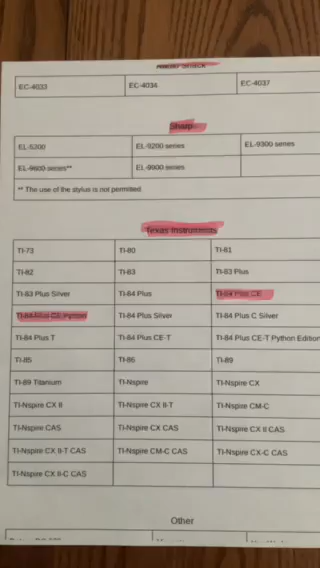 Radio Shack
EC-4033 EC-4034 EC-4037
Sharp
EL-5200 EL-9200 series EL-9300 series
EL-9600 series** EL-9900 series
** The use of the stylus is not permitted.
Texas Instruments
TI-73 TI-80 TI-81
TI-82 TI-83 TI-83 Plus
TI-83 Plus Silver TI-84 Plus TI-84 Plus CE
TI-84 Plus CE Python TI-84 Plus Silver TI-84 Plus C Silver
TI-84 Plus T TI-84 Plus CE-T TI-84 Plus CE-T Python Edition
TI-85 TI-86 TI-89
TI-89 Titanium TI-Nspire TI-Nspire CX
TI-Nspire CX II TI-Nspire CX II-T TI-Nspire CM-C
TI-Nspire CAS TI-Nspire CX CAS TI-Nspire CX II CAS
TI-Nspire CX II-T CAS TI-Nspire CM-C CAS TI-Nspire CX-C CAS
TI-Nspire CX II-C CAS
Other